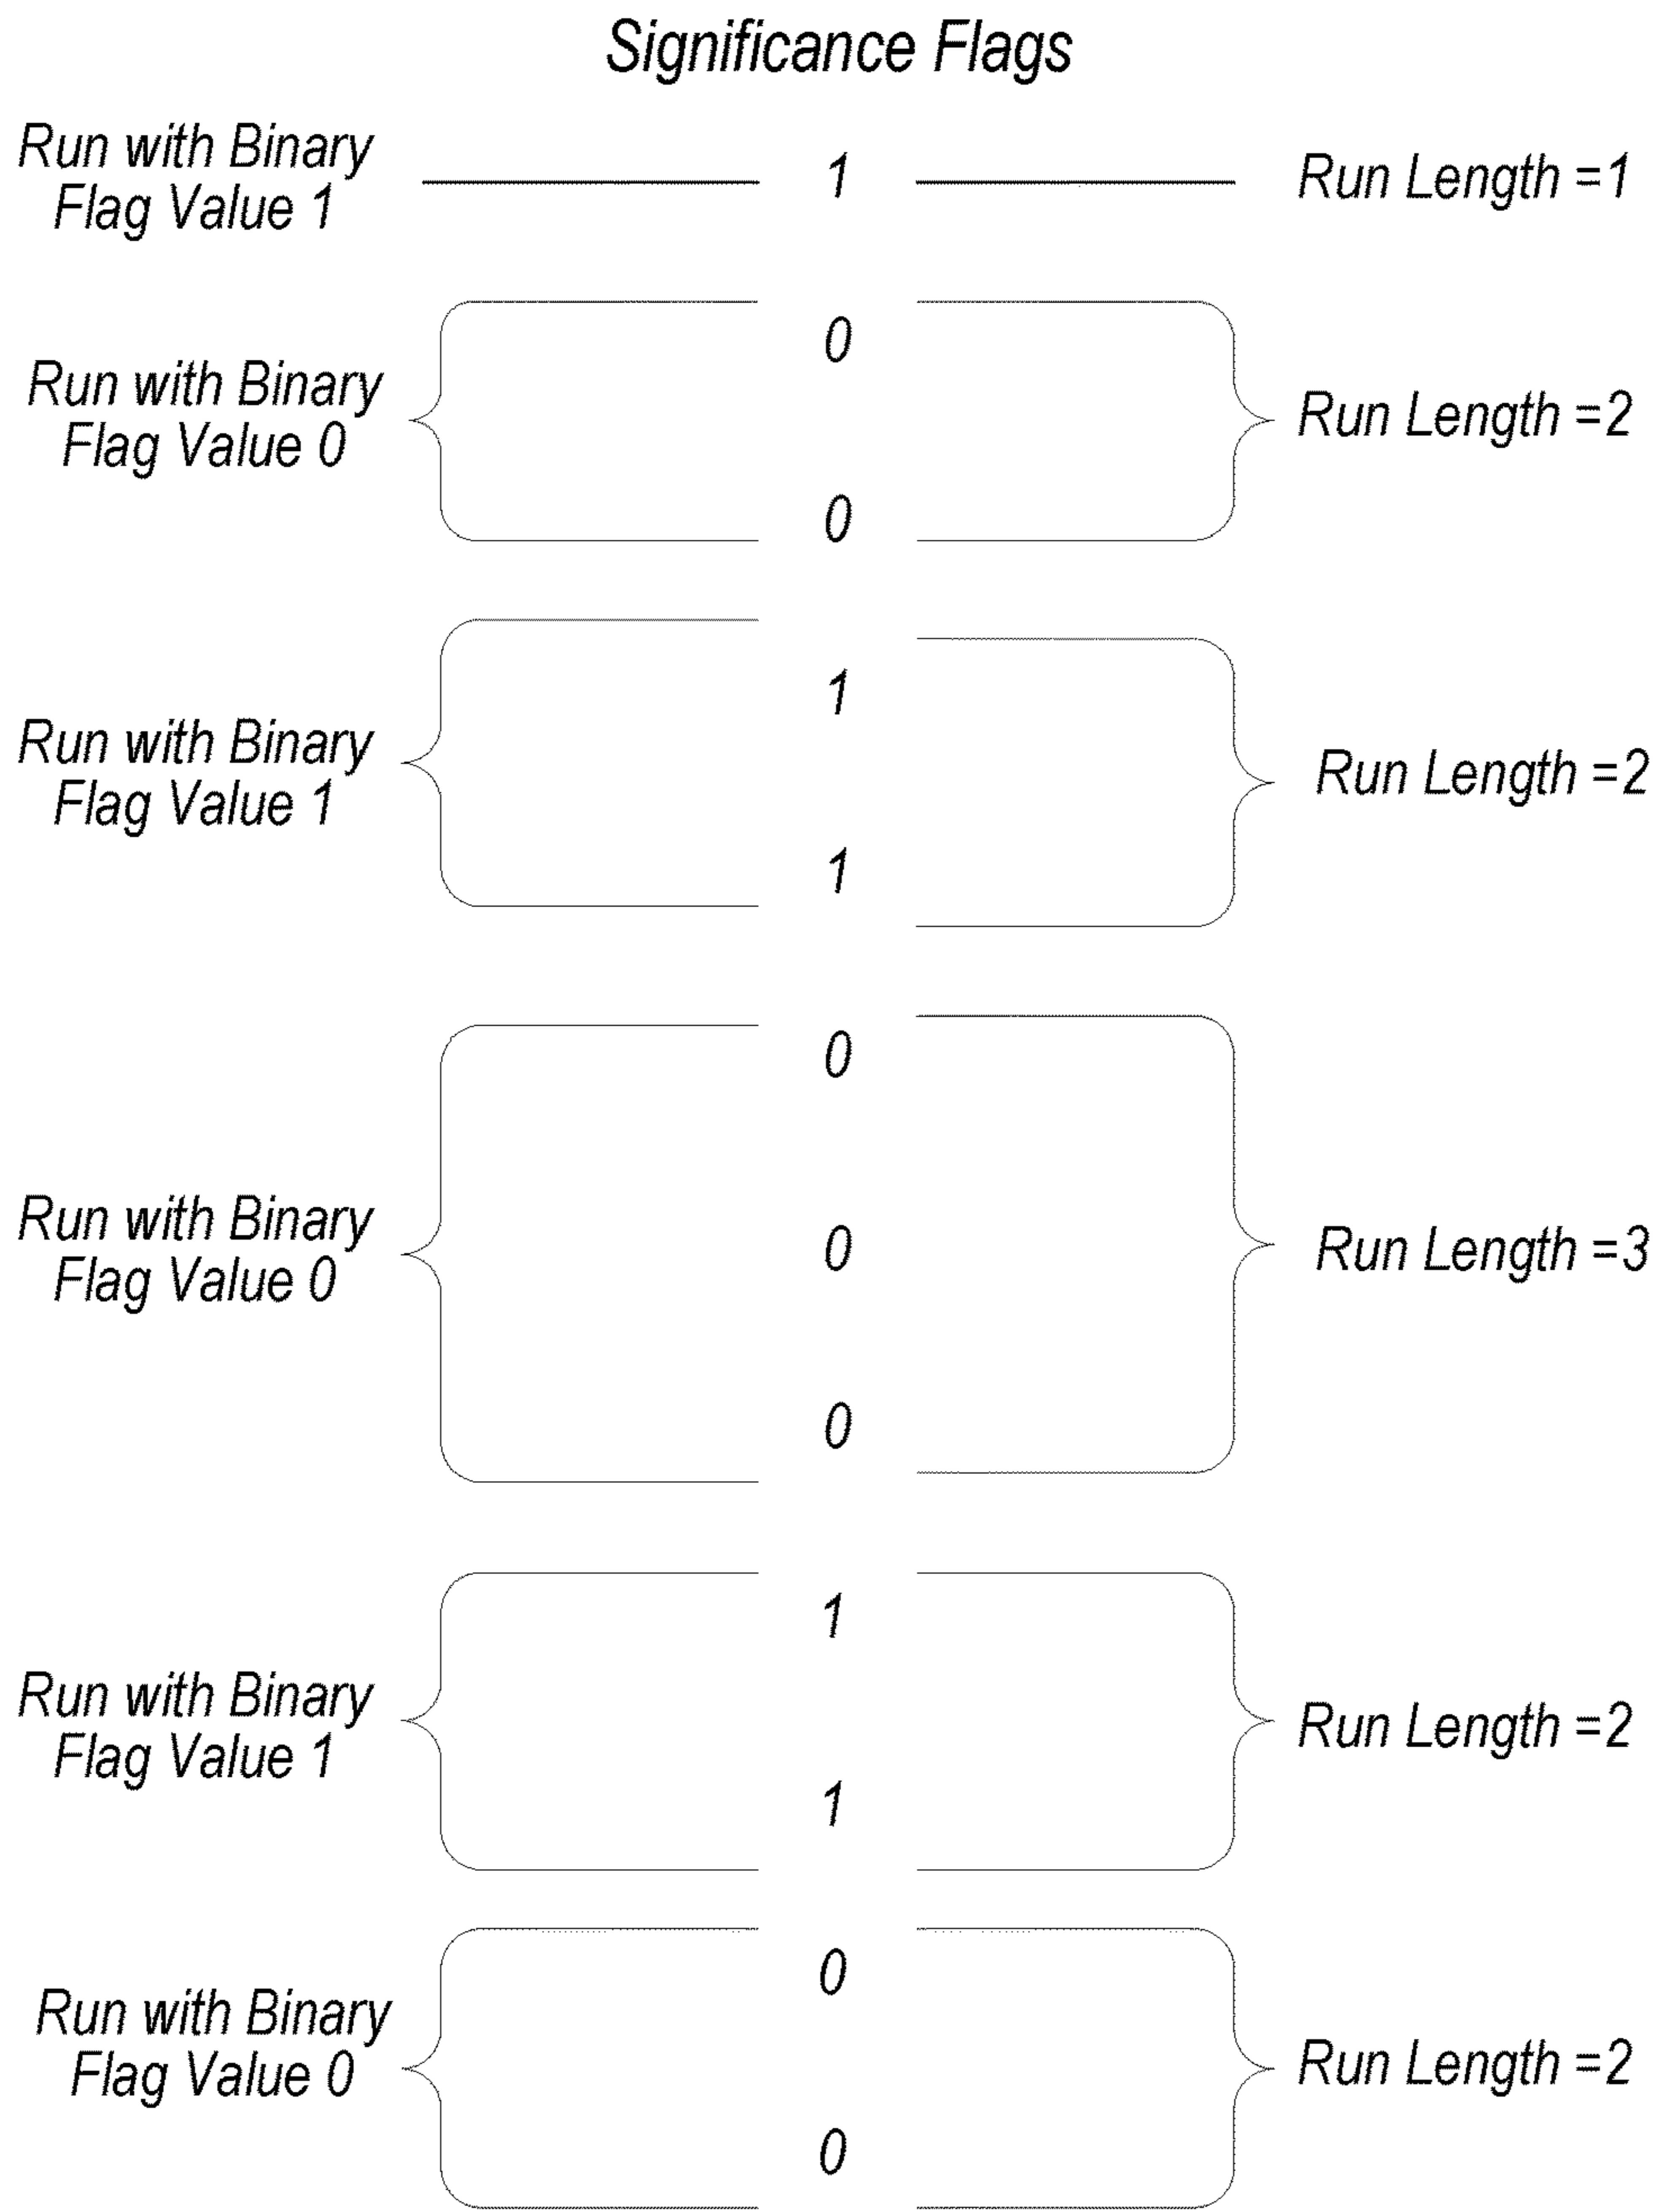 Significance Flags
Run with Binary
Flag Value 1
1
Run Length =1
Run with Binary
Flag Value 0
0
0
Run Length =2
Run with Binary
Flag Value 1
1
1
Run Length =2
Run with Binary
Flag Value 0
0
0
0
Run Length =3
Run with Binary
Flag Value 1
1
1
Run Length =2
Run with Binary
Flag Value 0
0
0
Run Length =2